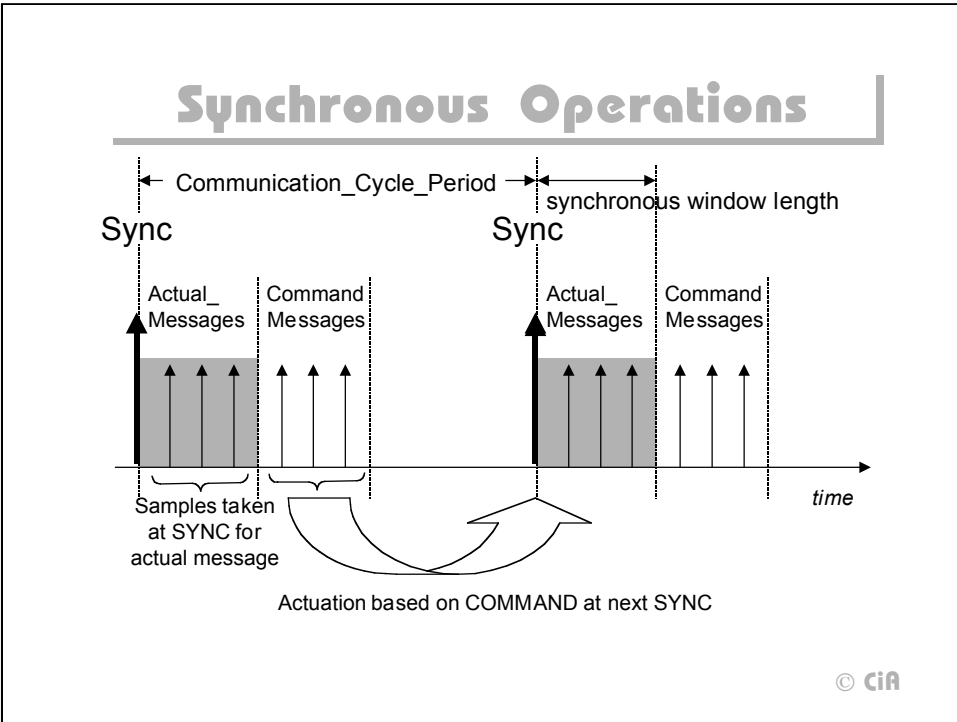 Synchronous Operations
Communication_Cycle_Period
synchronous window length
Sync
Sync
Actual_
Messages
Command
Messages
Actual_
Messages
Command
Messages
time
Samples taken
at SYNC for
actual message
Actuation based on COMMAND at next SYNC
© CiA